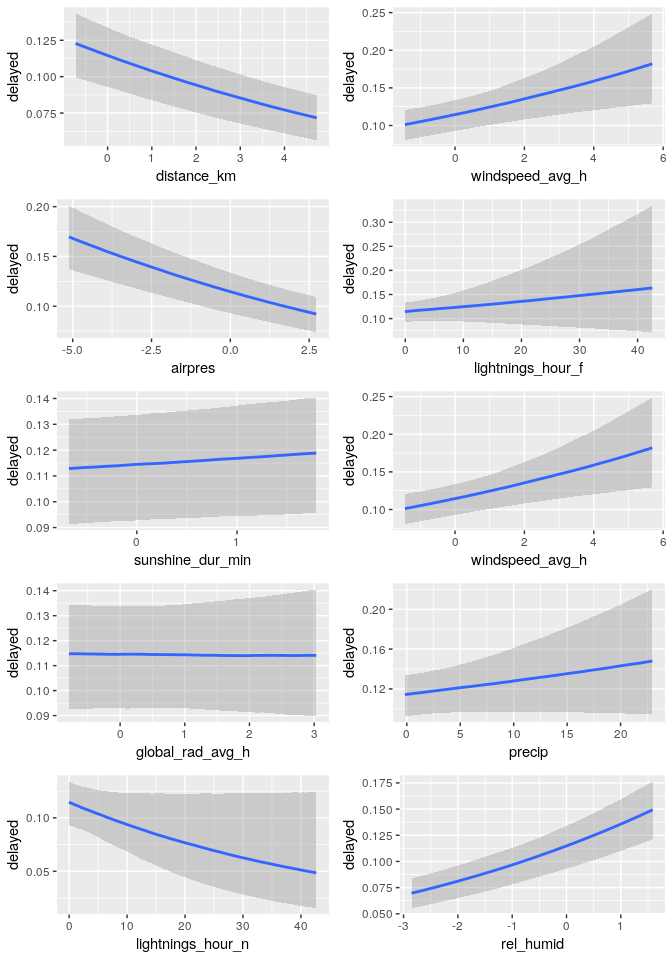 delayed
0.125
0.100
0.075
0 1 2 3 4
distance_km
delayed
0.25
0.20
0.15
0.10
0 2 4 6
windspeed_avg_h
delayed
0.20
0.15
0.10
-5.0 -2.5 0.0 2.5
airpres
delayed
0.30
0.25
0.20
0.15
0.10
0 10 20 30 40
lightnings_hour_f
delayed
0.14
0.13
0.12
0.11
0.10
0.09
0 1
sunshine_dur_min
delayed
0.25
0.20
0.15
0.10
0 2 4 6
windspeed_avg_h
delayed
0.14
0.13
0.12
0.11
0.10
0.09
0 1 2 3
global_rad_avg_h
delayed
0.20
0.16
0.12
0 5 10 15 20
precip
delayed
0.10
0.05
0 10 20 30 40
lightnings_hour_n
delayed
0.175
0.150
0.125
0.100
0.075
0.050
-3 -2 -1 0 1
rel_humid